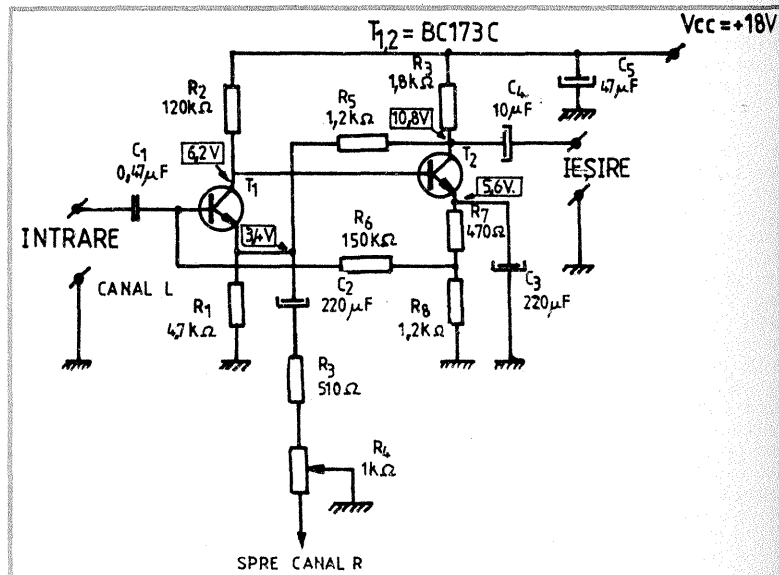 T1,2 = BC173C
Vcc=+18V
R2
120kΩ
R5
1,2kΩ
R3
1,8kΩ
C4
10μF
C5
47μF
10,8V
C1
0,47μF
6,2V
T1
T2
IEŞIRE
5,6V.
INTRARE
3,4V
R6
150kΩ
R7
470Ω
CANAL L
R1
4,7kΩ
C2
220μF
R8
1,2kΩ
C3
220μF
R3
510Ω
R4
1kΩ
SPRE CANAL R